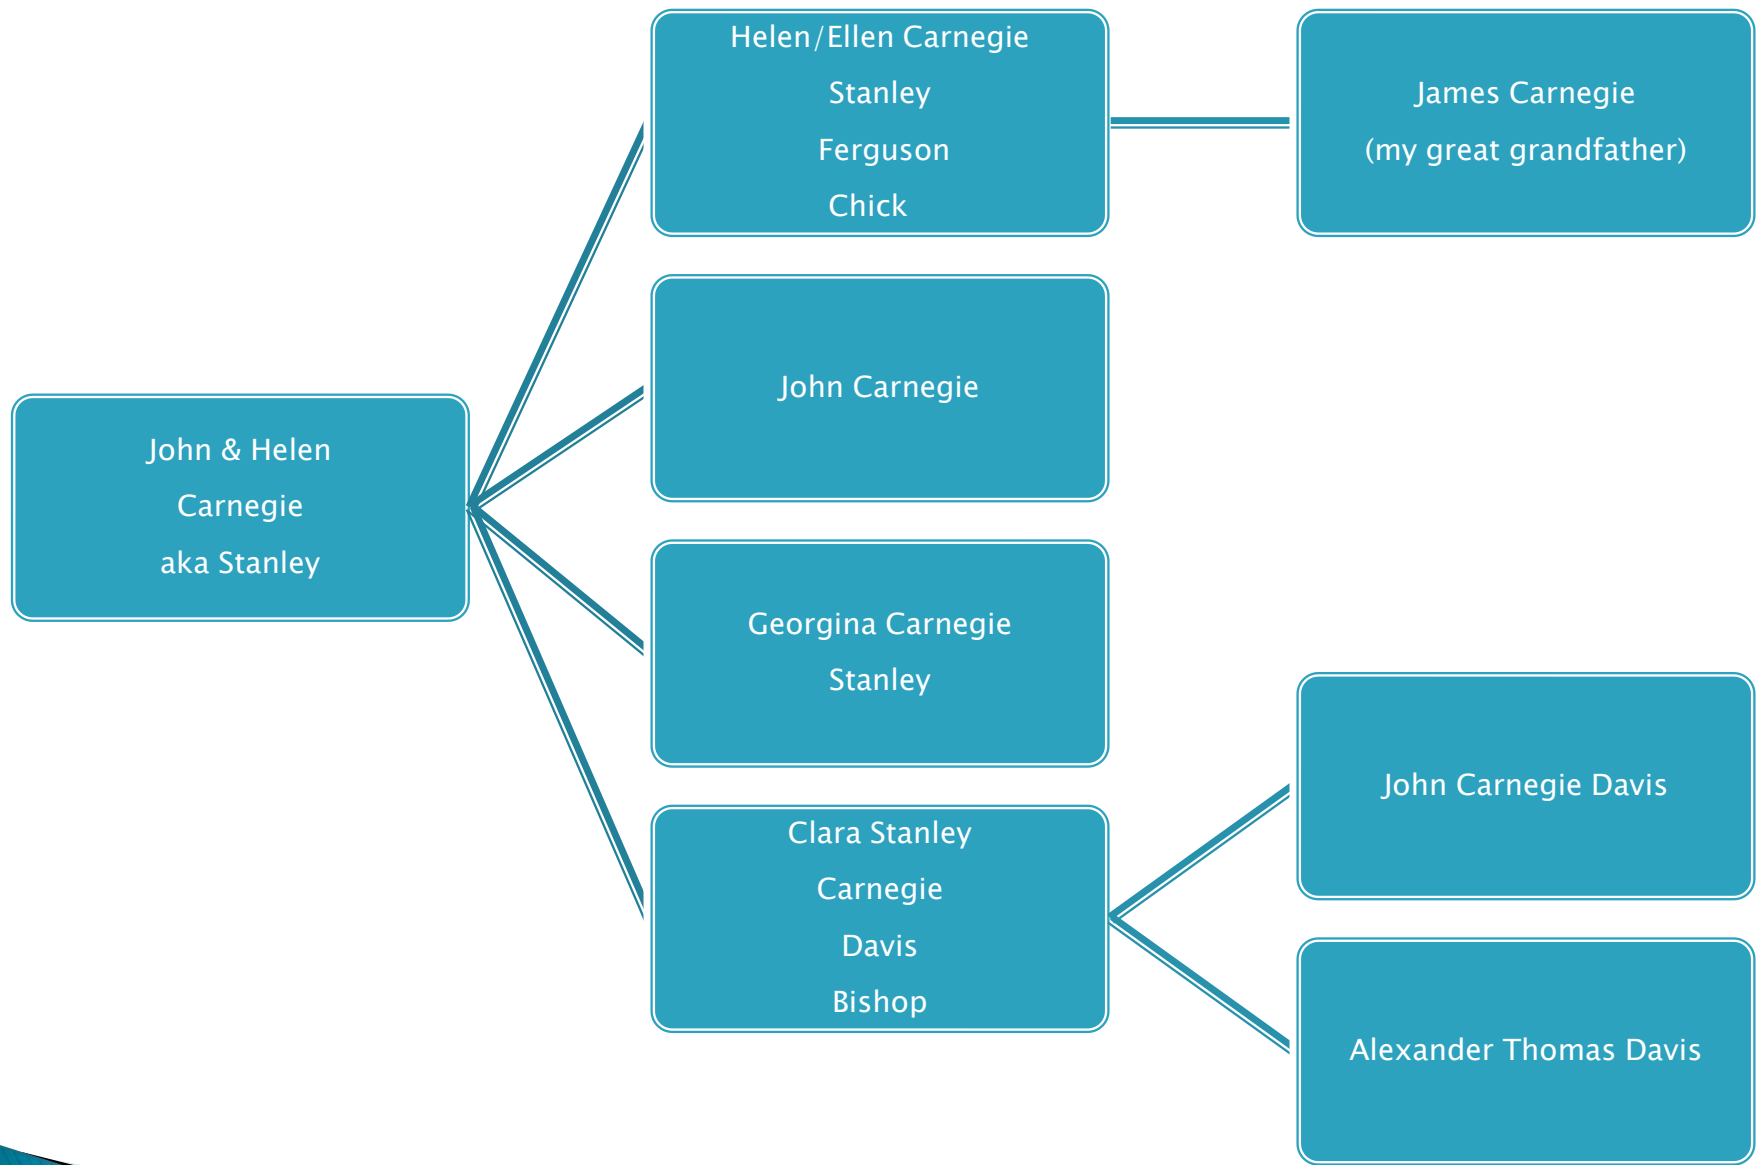 John & Helen
Carnegie
aka Stanley
Helen/Ellen Carnegie
Stanley
Ferguson
Chick
James Carnegie
(my great grandfather)
John Carnegie
Georgina Carnegie
Stanley
Clara Stanley
Carnegie
Davis
Bishop
John Carnegie Davis
Alexander Thomas Davis